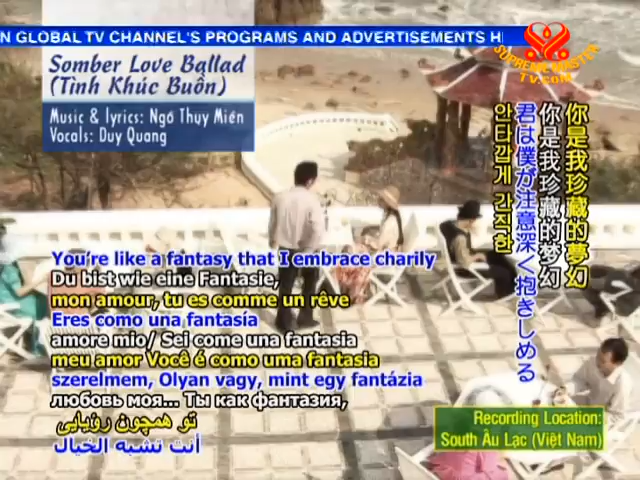 N GLOBAL TV CHANNEL'S PROGRAMS AND ADVERTISEMENTS
SUPREME MASTER
TV.COM
Somber Love Ballad
(Tình Khúc Buồn)
Music & lyrics: Ngô Thụy Miên
Vocals: Duy Quang
你是我珍藏的夢幻
你是我珍藏的梦幻
君は僕が注意深く抱きしめる
안타깝게 간직한
You're like a fantasy that I embrace charily
Du bist wie eine Fantasie,
mon amour, tu es comme un rêve
Eres como una fantasía
amore mio/ Sei come una fantasia
meu amor Você é como uma fantasia
szerelmem, Olyan vagy, mint egy fantázia
любовь моя... Ты как фантазия,
تو همچون رؤیایی
أنت تشبه الخيال
Recording Location:
South Âu Lạc (Việt Nam)